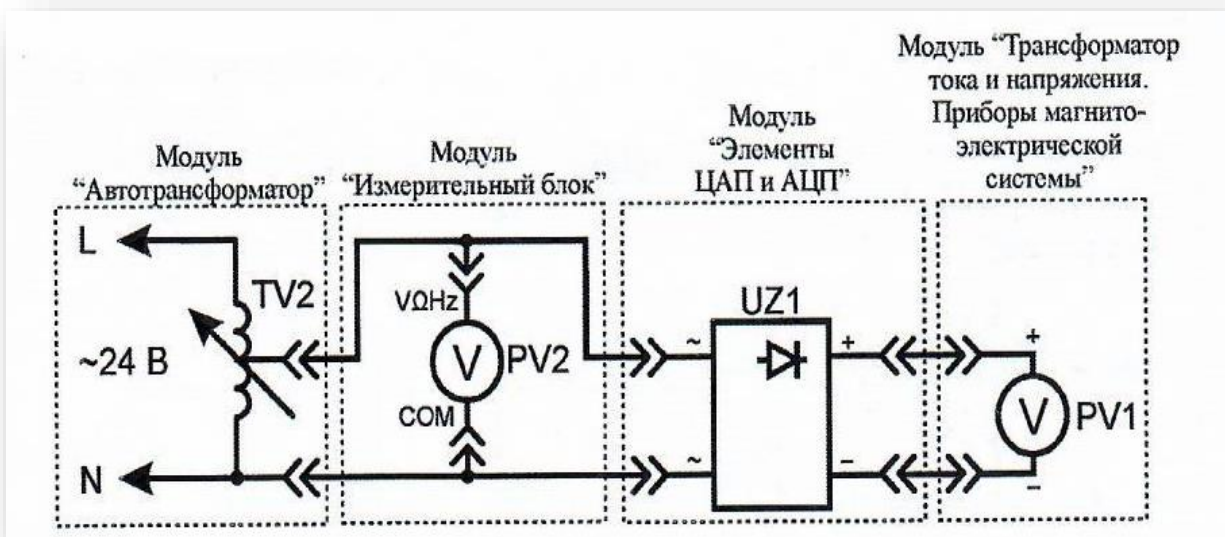 Модуль “Трансформатор
тока и напряжения.
Приборы магнито-
электрической
системы”
Модуль
“Элементы
ЦАП и АЦП”
Модуль
“Измерительный блок”
Модуль
“Автотрансформатор”
L
TV2
~24 В
N
VΩHz
V
PV2
COM
UZ1
~
+
~
–
+
V
PV1
–